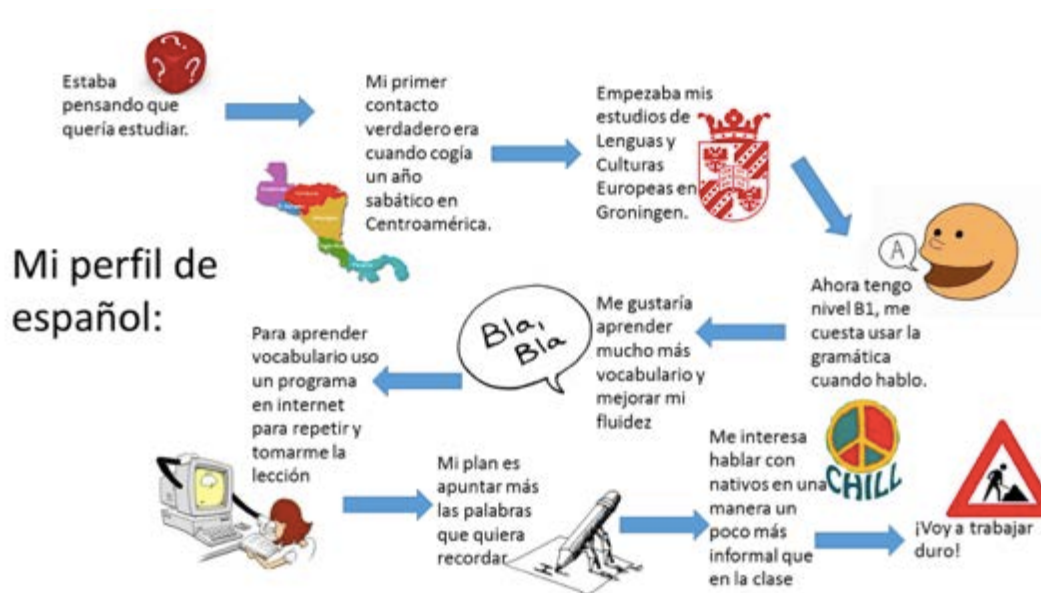 Estaba
pensando que
quería estudiar.
Mi primer
contacto
verdadero era
cuando cogía
un año
sabático en
Centroamérica.
Empezaba mis
estudios de
Lenguas y
Culturas
Europeas en
Groningen.
Mi perfil de
español:
A
Ahora tengo
nivel B1, me
cuesta usar la
gramática
cuando hablo.
Me gustaría
aprender
mucho más
vocabulario y
mejorar mi
fluidez
Bla,
Bla
Para aprender
vocabulario uso
un programa
en internet
para repetir y
tomarme la
lección
Mi plan es
apuntar más
las palabras
que quiera
recordar
Me interesa
hablar con
nativos en una
manera un
poco más
informal que
en la clase
CHILL
¡Voy a trabajar
duro!